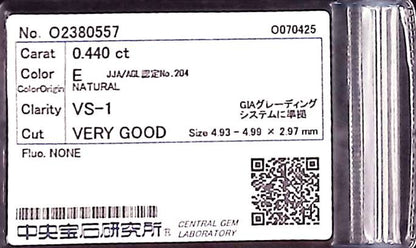 No. O2380557 O070425
Carat 0.440 ct
Color E JJA/AGL認定No.204
ColorOrigin NATURAL
Clarity VS-1 GIAグレーディング
システムに準拠
Cut VERY GOOD Size 4.93 - 4.99 × 2.97 mm
Fluo. NONE
中央宝石研究所® CENTRAL GEM
LABORATORY